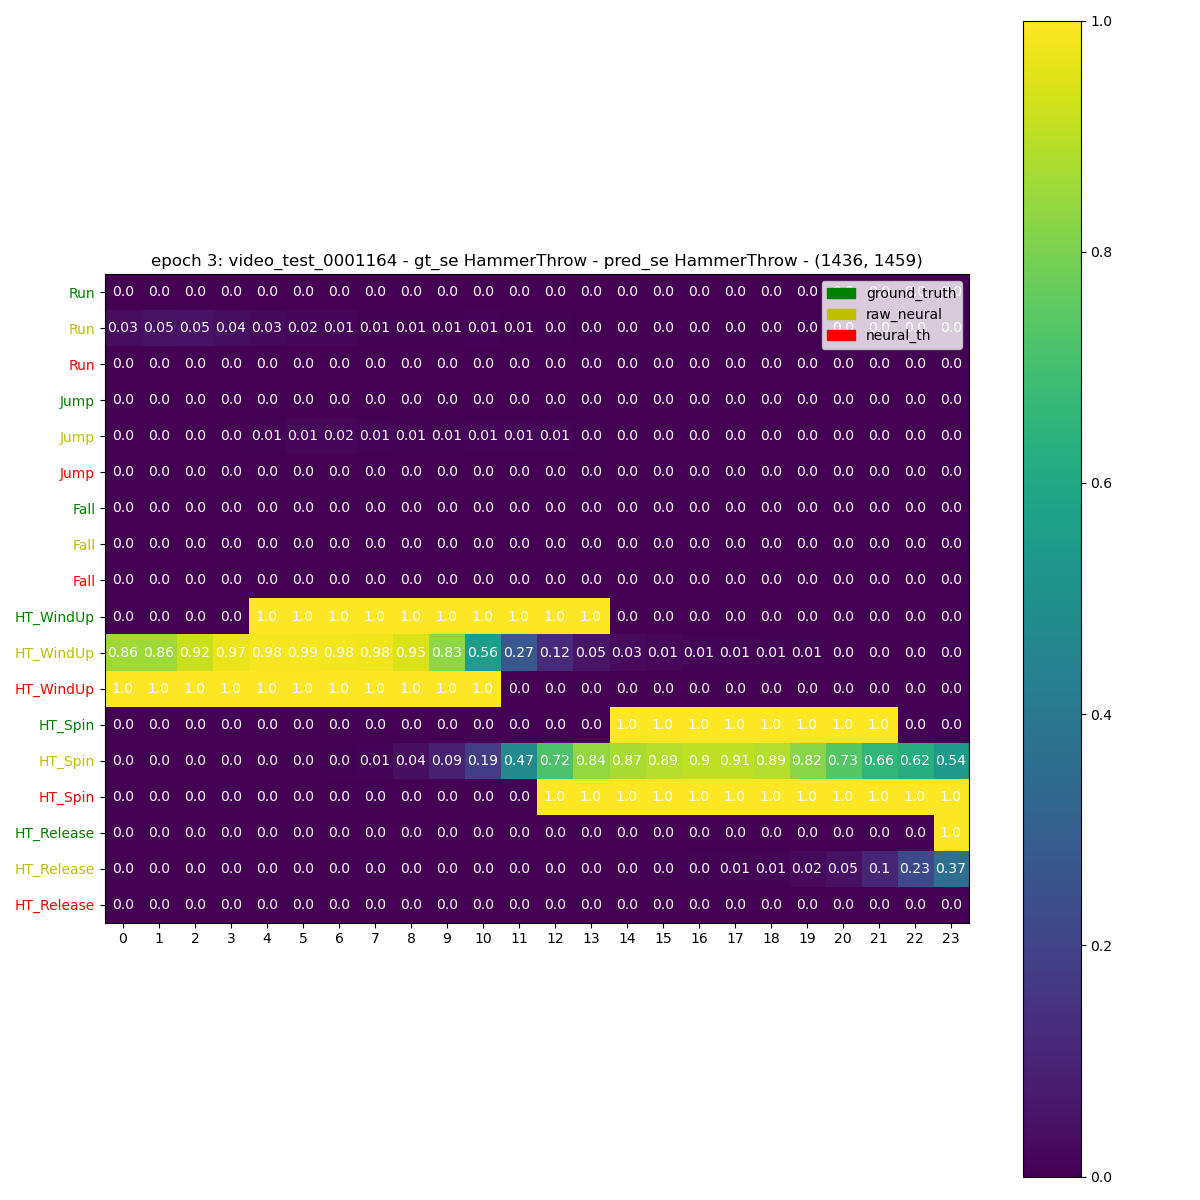 epoch 3: video_test_0001164 - gt_se HammerThrow - pred_se HammerThrow - (1436, 1459)
Run 0.0 0.0 0.0 0.0 0.0 0.0 0.0 0.0 0.0 0.0 0.0 0.0 0.0 0.0 0.0 0.0 0.0 0.0 0.0 0.0
ground_truth
Run 0.03 0.05 0.05 0.04 0.03 0.02 0.01 0.01 0.01 0.01 0.01 0.01 0.0 0.0 0.0 0.0 0.0 0.0 0.0 0.0 0.0 0.0 0.0 0.0
raw_neural
neural_th
Run 0.0 0.0 0.0 0.0 0.0 0.0 0.0 0.0 0.0 0.0 0.0 0.0 0.0 0.0 0.0 0.0 0.0 0.0 0.0 0.0 0.0 0.0 0.0 0.0
Jump 0.0 0.0 0.0 0.0 0.0 0.0 0.0 0.0 0.0 0.0 0.0 0.0 0.0 0.0 0.0 0.0 0.0 0.0 0.0 0.0 0.0 0.0 0.0 0.0
Jump 0.0 0.0 0.0 0.0 0.01 0.01 0.02 0.01 0.01 0.01 0.01 0.01 0.01 0.0 0.0 0.0 0.0 0.0 0.0 0.0 0.0 0.0 0.0 0.0
Jump 0.0 0.0 0.0 0.0 0.0 0.0 0.0 0.0 0.0 0.0 0.0 0.0 0.0 0.0 0.0 0.0 0.0 0.0 0.0 0.0 0.0 0.0 0.0 0.0
Fall 0.0 0.0 0.0 0.0 0.0 0.0 0.0 0.0 0.0 0.0 0.0 0.0 0.0 0.0 0.0 0.0 0.0 0.0 0.0 0.0 0.0 0.0 0.0 0.0
Fall 0.0 0.0 0.0 0.0 0.0 0.0 0.0 0.0 0.0 0.0 0.0 0.0 0.0 0.0 0.0 0.0 0.0 0.0 0.0 0.0 0.0 0.0 0.0 0.0
Fall 0.0 0.0 0.0 0.0 0.0 0.0 0.0 0.0 0.0 0.0 0.0 0.0 0.0 0.0 0.0 0.0 0.0 0.0 0.0 0.0 0.0 0.0 0.0 0.0
HT_WindUp 0.0 0.0 0.0 0.0 1.0 1.0 1.0 1.0 1.0 1.0 1.0 1.0 1.0 1.0 0.0 0.0 0.0 0.0 0.0 0.0 0.0 0.0 0.0 0.0
HT_WindUp 0.86 0.86 0.92 0.97 0.98 0.99 0.98 0.98 0.95 0.83 0.56 0.27 0.12 0.05 0.03 0.01 0.01 0.01 0.01 0.01 0.0 0.0 0.0 0.0
HT_WindUp 1.0 1.0 1.0 1.0 1.0 1.0 1.0 1.0 1.0 1.0 1.0 0.0 0.0 0.0 0.0 0.0 0.0 0.0 0.0 0.0 0.0 0.0 0.0 0.0
HT_Spin 0.0 0.0 0.0 0.0 0.0 0.0 0.0 0.0 0.0 0.0 0.0 0.0 0.0 0.0 1.0 1.0 1.0 1.0 1.0 1.0 1.0 1.0 0.0 0.0
HT_Spin 0.0 0.0 0.0 0.0 0.0 0.0 0.0 0.01 0.04 0.09 0.19 0.47 0.72 0.84 0.87 0.89 0.9 0.91 0.89 0.82 0.73 0.66 0.62 0.54
HT_Spin 0.0 0.0 0.0 0.0 0.0 0.0 0.0 0.0 0.0 0.0 0.0 0.0 1.0 1.0 1.0 1.0 1.0 1.0 1.0 1.0 1.0 1.0 1.0 1.0
HT_Release 0.0 0.0 0.0 0.0 0.0 0.0 0.0 0.0 0.0 0.0 0.0 0.0 0.0 0.0 0.0 0.0 0.0 0.0 0.0 0.0 0.0 0.0 0.0 1.0
HT_Release 0.0 0.0 0.0 0.0 0.0 0.0 0.0 0.0 0.0 0.0 0.0 0.0 0.0 0.0 0.0 0.0 0.0 0.01 0.01 0.02 0.05 0.1 0.23 0.37
HT_Release 0.0 0.0 0.0 0.0 0.0 0.0 0.0 0.0 0.0 0.0 0.0 0.0 0.0 0.0 0.0 0.0 0.0 0.0 0.0 0.0 0.0 0.0 0.0 0.0
0 1 2 3 4 5 6 7 8 9 10 11 12 13 14 15 16 17 18 19 20 21 22 23
1.0
0.8
0.6
0.4
0.2
0.0